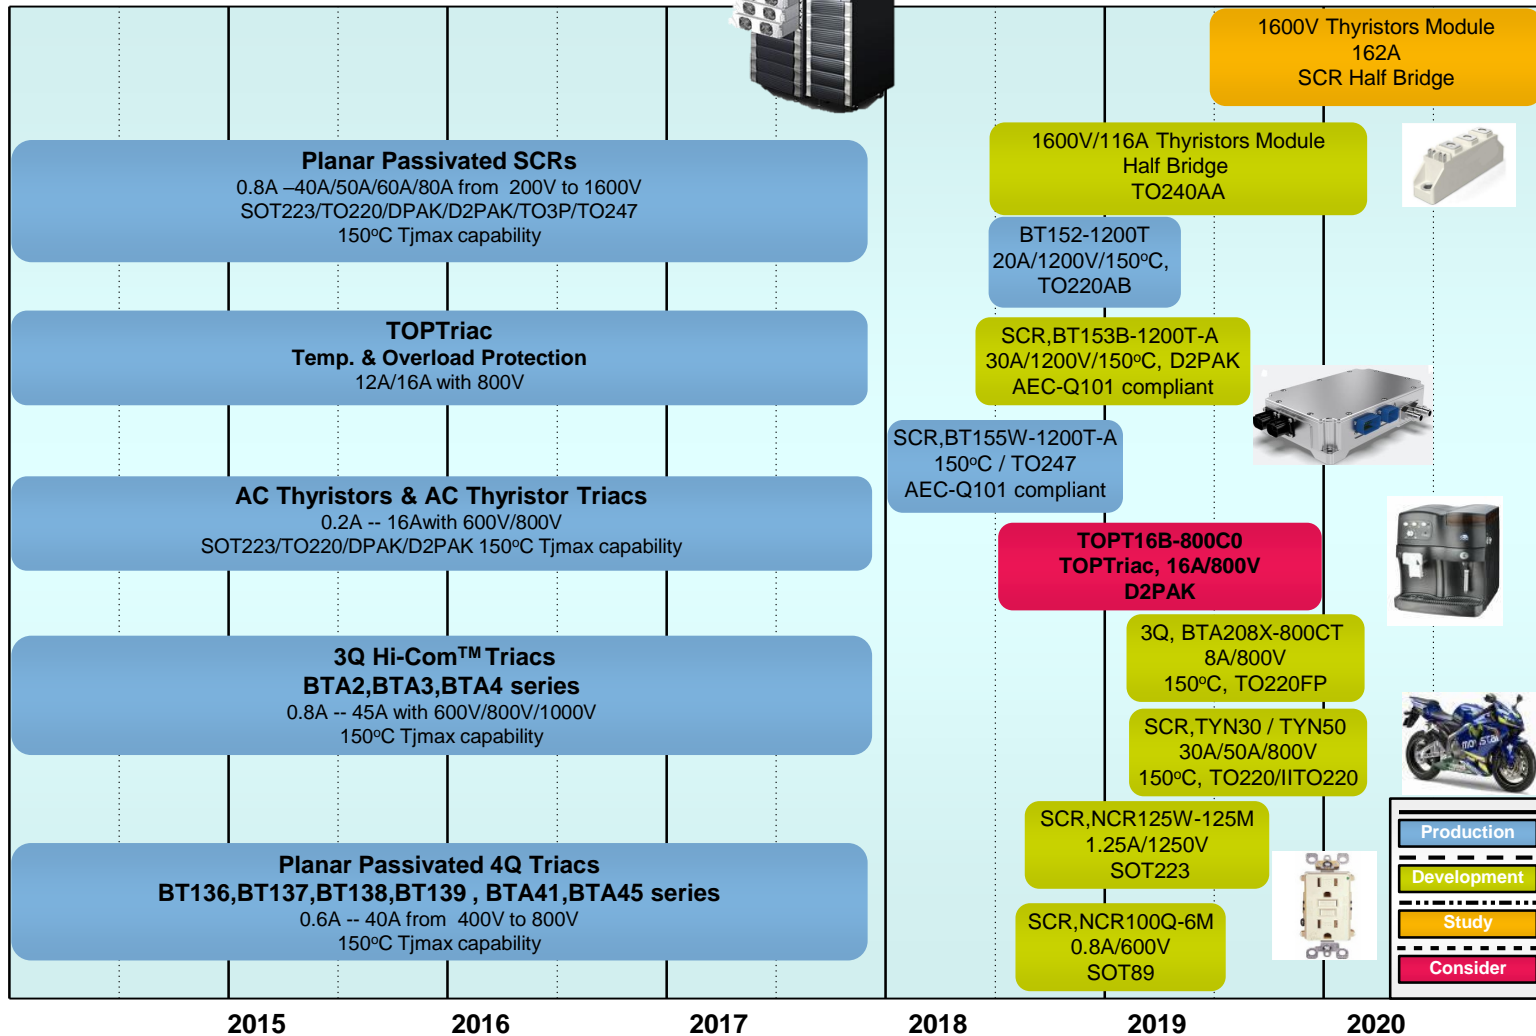 1600V Thyristors Module
162A
SCR Half Bridge
Planar Passivated SCRs
0.8A –40A/50A/60A/80A from 200V to 1600V
SOT223/TO220/DPAK/D2PAK/TO3P/TO247
150ºC Tjmax capability
1600V/116A Thyristors Module
Half Bridge
TO240AA
BT152-1200T
20A/1200V/150ºC,
TO220AB
TOPTriac
Temp. & Overload Protection
12A/16A with 800V
SCR,BT153B-1200T-A
30A/1200V/150ºC, D2PAK
AEC-Q101 compliant
SCR,BT155W-1200T-A
150ºC / TO247
AEC-Q101 compliant
AC Thyristors & AC Thyristor Triacs
0.2A -- 16Awith 600V/800V
SOT223/TO220/DPAK/D2PAK 150ºC Tjmax capability
TOPT16B-800C0
TOPTriac, 16A/800V
D2PAK
3Q Hi-Com™ Triacs
BTA2,BTA3,BTA4 series
0.8A -- 45A with 600V/800V/1000V
150ºC Tjmax capability
3Q, BTA208X-800CT
8A/800V
150ºC, TO220FP
SCR,TYN30 / TYN50
30A/50A/800V
150ºC, TO220/IITO220
SCR,NCR125W-125M
1.25A/1250V
SOT223
Planar Passivated 4Q Triacs
BT136,BT137,BT138,BT139 , BTA41,BTA45 series
0.6A -- 40A from 400V to 800V
150ºC Tjmax capability
SCR,NCR100Q-6M
0.8A/600V
SOT89
Production
Development
Study
Consider
2015 2016 2017 2018 2019 2020